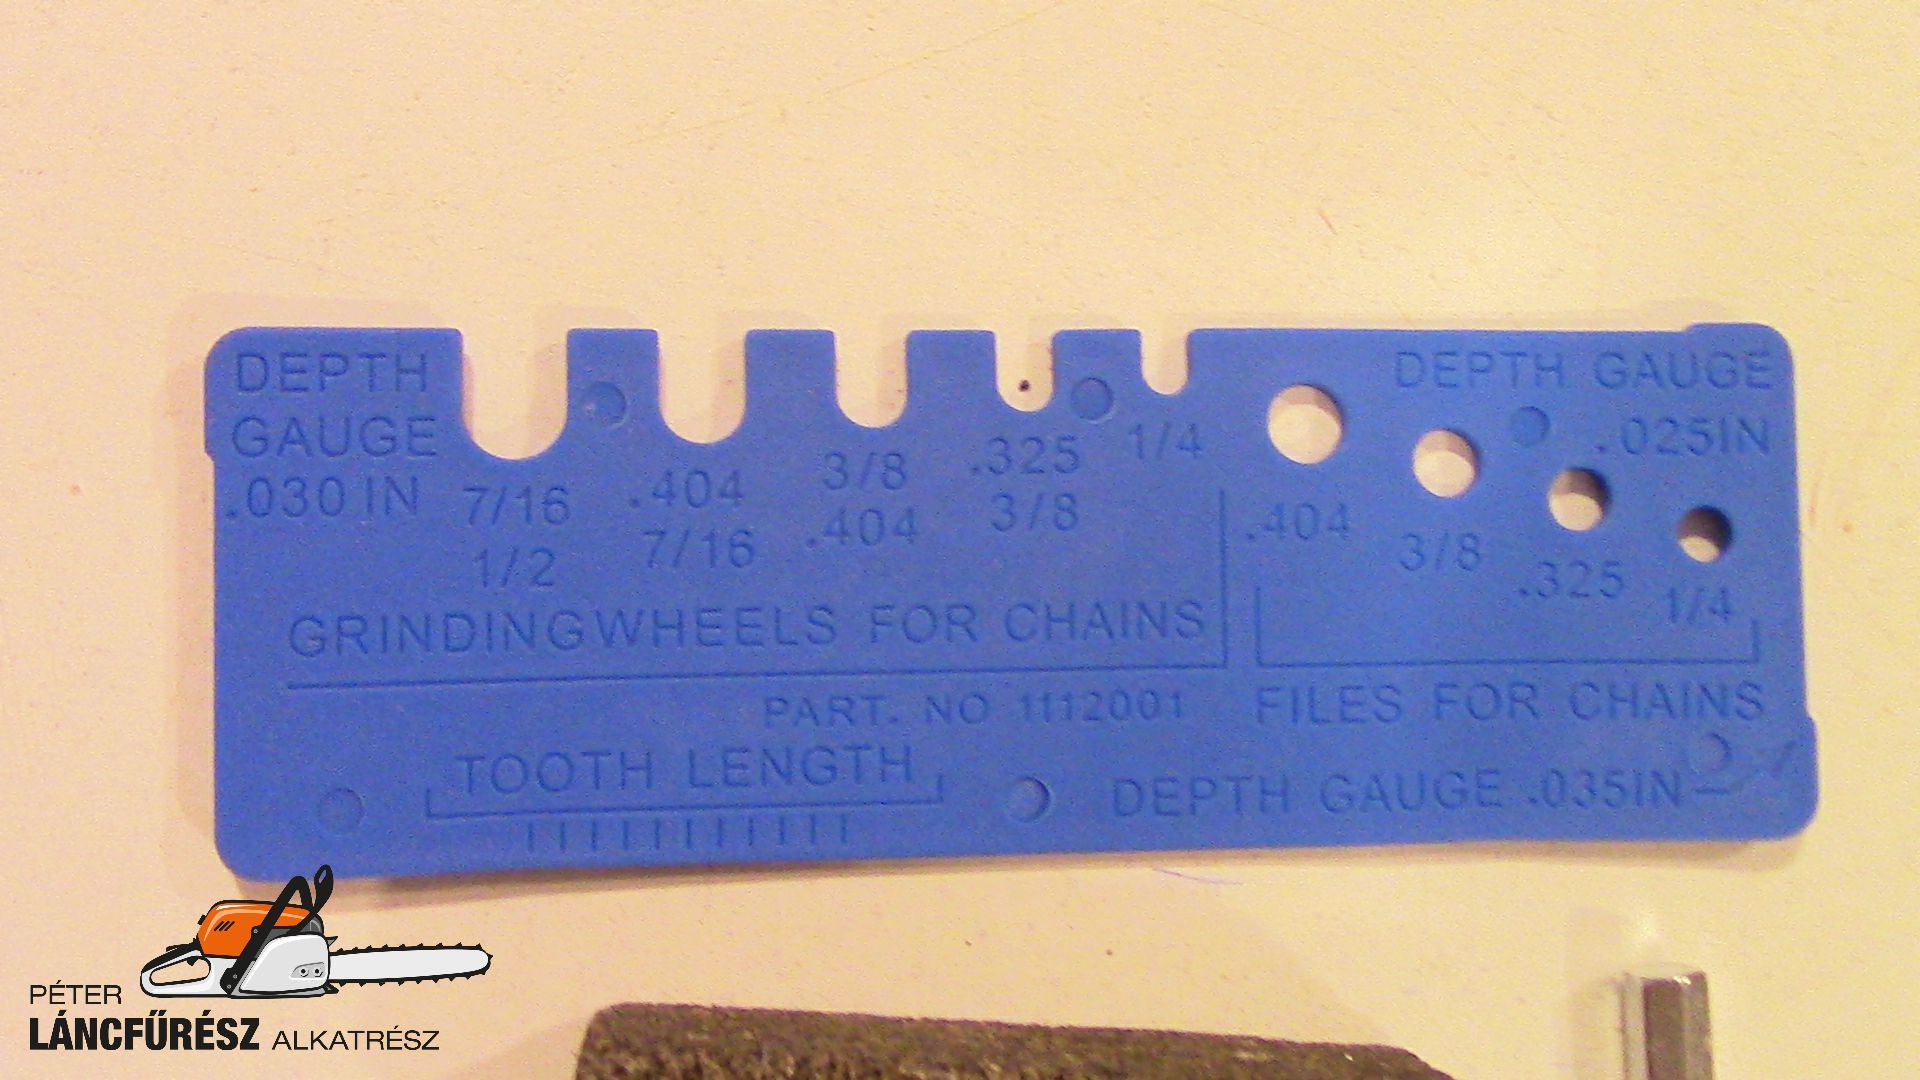 DEPTH
GAUGE
.030 IN
7/16
1/2
.404
7/16
3/8
.404
.325
3/8
1/4
GRINDINGWHEELS FOR CHAINS
DEPTH GAUGE
.025IN
.404
3/8
.325
1/4
FILES FOR CHAINS
PART. NO 1112001
TOOTH LENGTH
DEPTH GAUGE .035IN
PÉTER
LÁNCFŰRÉSZ ALKATRÉSZ